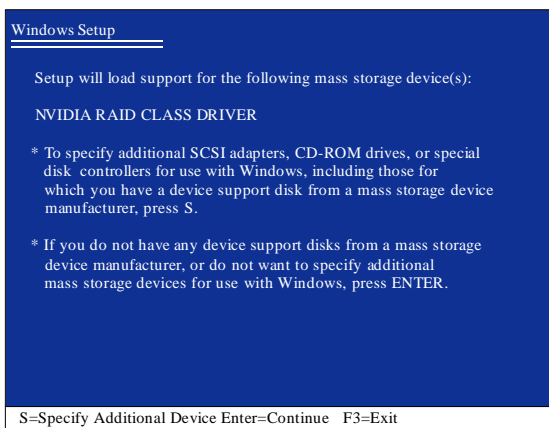 Windows Setup
Setup will load support for the following mass storage device(s):
NVIDIA RAID CLASS DRIVER
* To specify additional SCSI adapters, CD-ROM drives, or special
disk controllers for use with Windows, including those for
which you have a device support disk from a mass storage device
manufacturer, press S.
* If you do not have any device support disks from a mass storage
device manufacturer, or do not want to specify additional
mass storage devices for use with Windows, press ENTER.
S=Specify Additional Device Enter=Continue F3=Exit